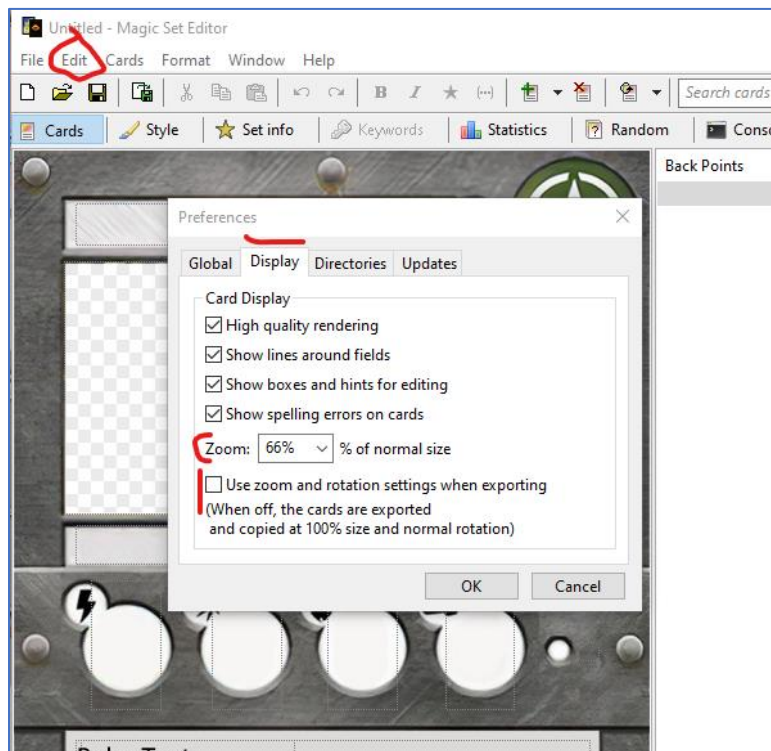 Untitled - Magic Set Editor
File Edit Cards Format Window Help
B I Search cards
Cards Style Set info Keywords Statistics Random
Back Points
Preferences
Global Display Directories Updates
Card Display
High quality rendering
Show lines around fields
Show boxes and hints for editing
Show spelling errors on cards
Zoom: 66% % of normal size
Use zoom and rotation settings when exporting
(When off, the cards are exported
and copied at 100% size and normal rotation)
OK Cancel